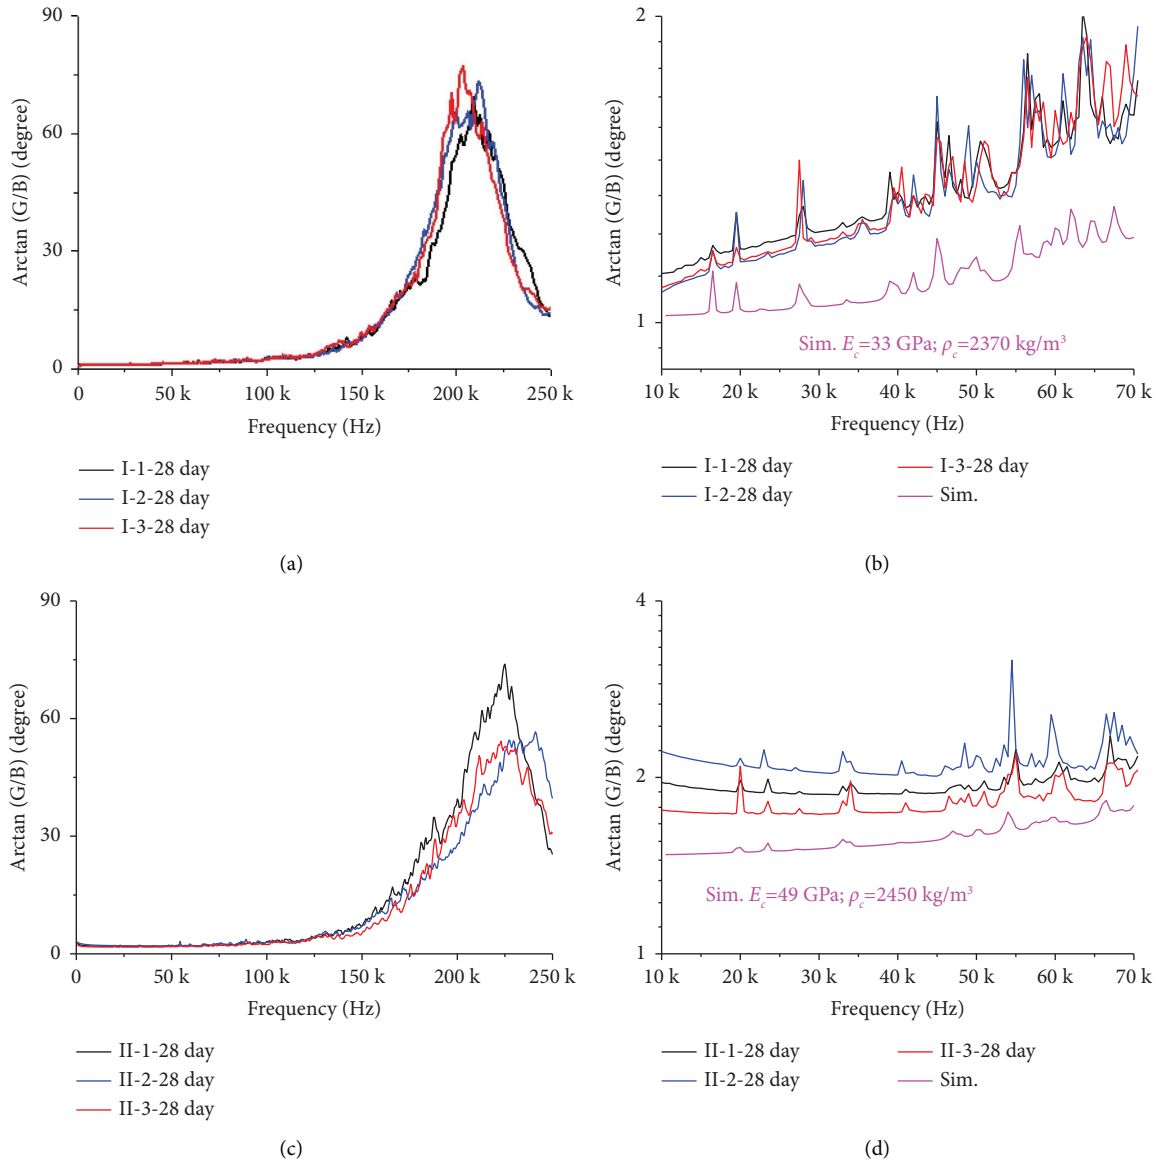 90
60
30
0
Arctan (G/B) (degree)
0 50 k 100 k 150 k 200 k 250 k
Frequency (Hz)
I-1-28 day
I-2-28 day
I-3-28 day
(a)
2
1
Arctan (G/B) (degree)
Sim. E_c=33 GPa; ρ_c=2370 kg/m³
10 k 20 k 30 k 40 k 50 k 60 k 70 k
Frequency (Hz)
I-1-28 day
I-2-28 day
I-3-28 day
Sim.
(b)
90
60
30
0
Arctan (G/B) (degree)
0 50 k 100 k 150 k 200 k 250 k
Frequency (Hz)
II-1-28 day
II-2-28 day
II-3-28 day
(c)
4
2
1
Arctan (G/B) (degree)
Sim. E_c=49 GPa; ρ_c=2450 kg/m³
10 k 20 k 30 k 40 k 50 k 60 k 70 k
Frequency (Hz)
II-1-28 day
II-2-28 day
II-3-28 day
Sim.
(d)